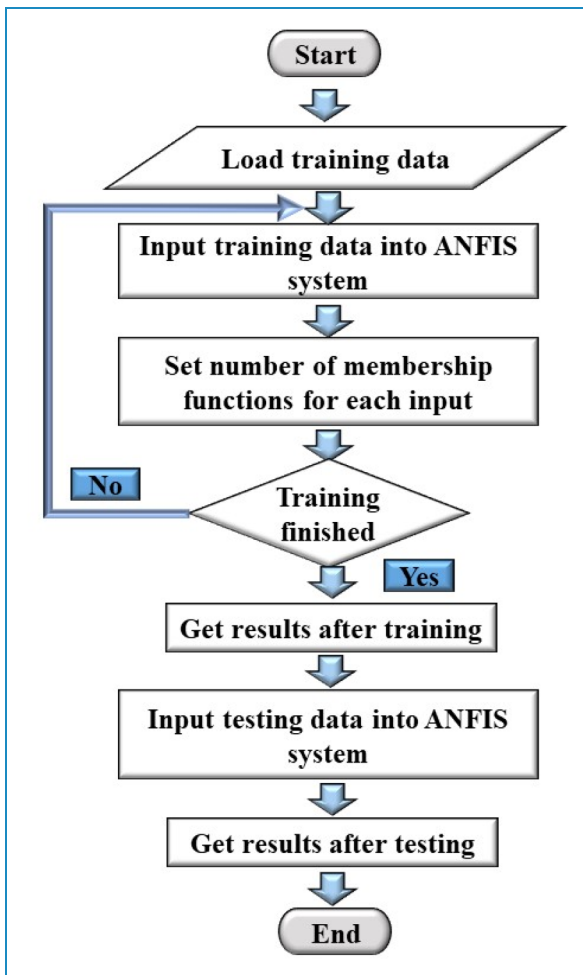 Start
Load training data
Input training data into ANFIS
system
Set number of membership
functions for each input
No
Training
finished
Yes
Get results after training
Input testing data into ANFIS
system
Get results after testing
End